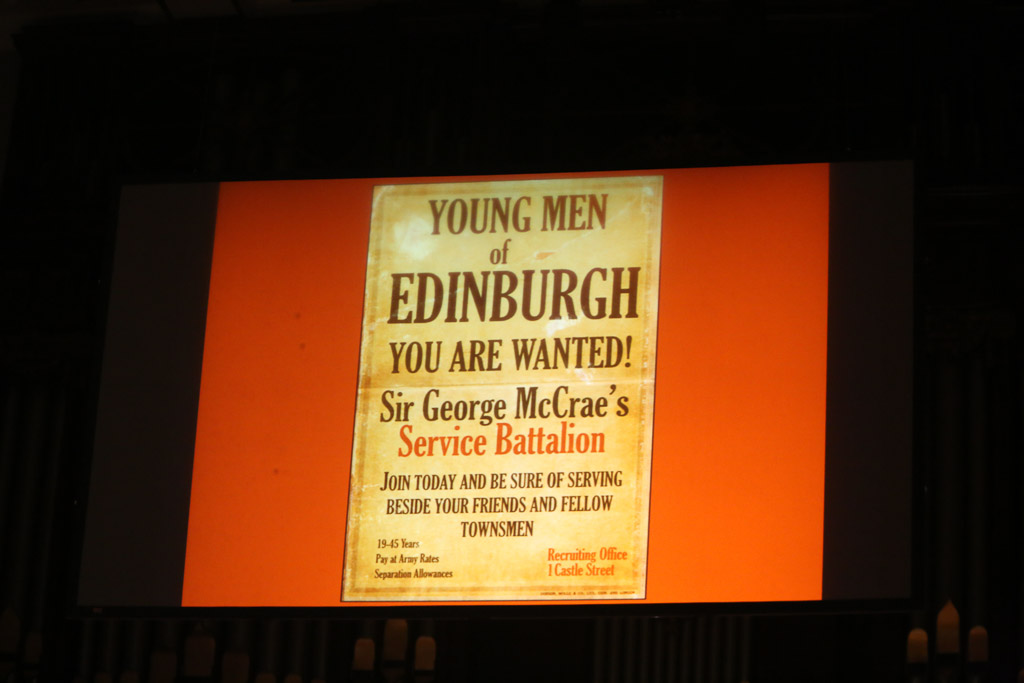 YOUNG MEN
of
EDINBURGH
YOU ARE WANTED!
Sir George McCrae's
Service Battalion
JOIN TODAY AND BE SURE OF SERVING
BESIDE YOUR FRIENDS AND FELLOW
TOWNSMEN
19-45 Years
Pay at Army Rates
Separation Allowances
Recruiting Office
1 Castle Street